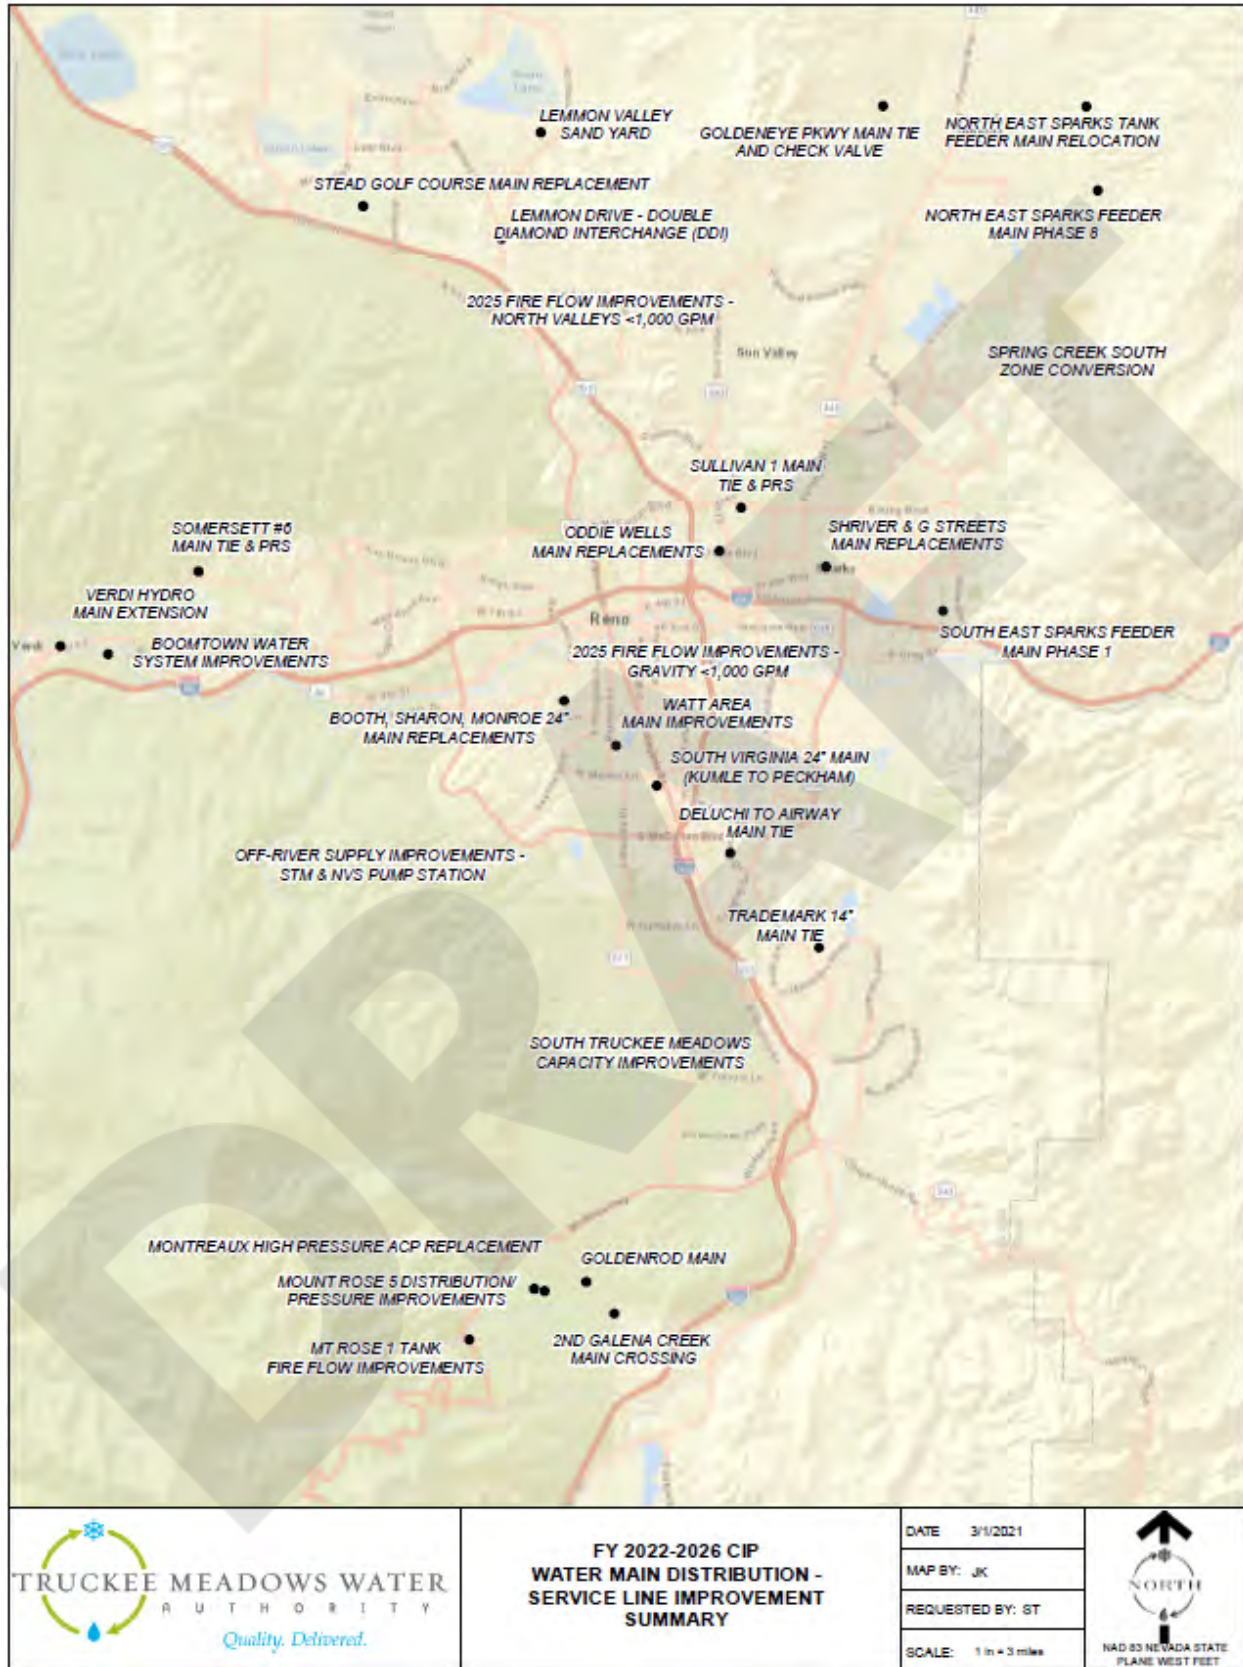 LEMMON VALLEY
SAND YARD
GOLDENEYE PKWY MAIN TIE
AND CHECK VALVE
NORTH EAST SPARKS TANK
FEEDER MAIN RELOCATION
STEAD GOLF COURSE MAIN REPLACEMENT
LEMMON DRIVE - DOUBLE
DIAMOND INTERCHANGE (DDI)
NORTH EAST SPARKS FEEDER
MAIN PHASE 8
2025 FIRE FLOW IMPROVEMENTS -
NORTH VALLEYS <1,000 GPM
Sun Valley
SPRING CREEK SOUTH
ZONE CONVERSION
SULLIVAN 1 MAIN
TIE & PRS
SOMERSETT #6
MAIN TIE & PRS
ODDIE WELLS
MAIN REPLACEMENTS
SHRIVER & G STREETS
MAIN REPLACEMENTS
VERDI HYDRO
MAIN EXTENSION
Reno
Verdi
BOOMTOWN WATER
SYSTEM IMPROVEMENTS
SOUTH EAST SPARKS FEEDER
MAIN PHASE 1
2025 FIRE FLOW IMPROVEMENTS -
GRAVITY <1,000 GPM
BOOTH, SHARON, MONROE 24"
MAIN REPLACEMENTS
WATT AREA
MAIN IMPROVEMENTS
SOUTH VIRGINIA 24" MAIN
(KUMLE TO PECKHAM)
DELUCHI TO AIRWAY
MAIN TIE
OFF-RIVER SUPPLY IMPROVEMENTS -
STM & NVS PUMP STATION
TRADEMARK 14"
MAIN TIE
SOUTH TRUCKEE MEADOWS
CAPACITY IMPROVEMENTS
MONTREAUX HIGH PRESSURE ACP REPLACEMENT
GOLDENROD MAIN
MOUNT ROSE 5 DISTRIBUTION/
PRESSURE IMPROVEMENTS
MT ROSE 1 TANK
FIRE FLOW IMPROVEMENTS
2ND GALENA CREEK
MAIN CROSSING
DRAFT
TRUCKEE MEADOWS WATER
AUTHORITY
Quality. Delivered.
FY 2022-2026 CIP
WATER MAIN DISTRIBUTION -
SERVICE LINE IMPROVEMENT
SUMMARY
DATE 3/1/2021
MAP BY: JK
REQUESTED BY: ST
SCALE: 1 in = 3 miles
NORTH
NAD 83 NEVADA STATE
PLANE WEST FEET